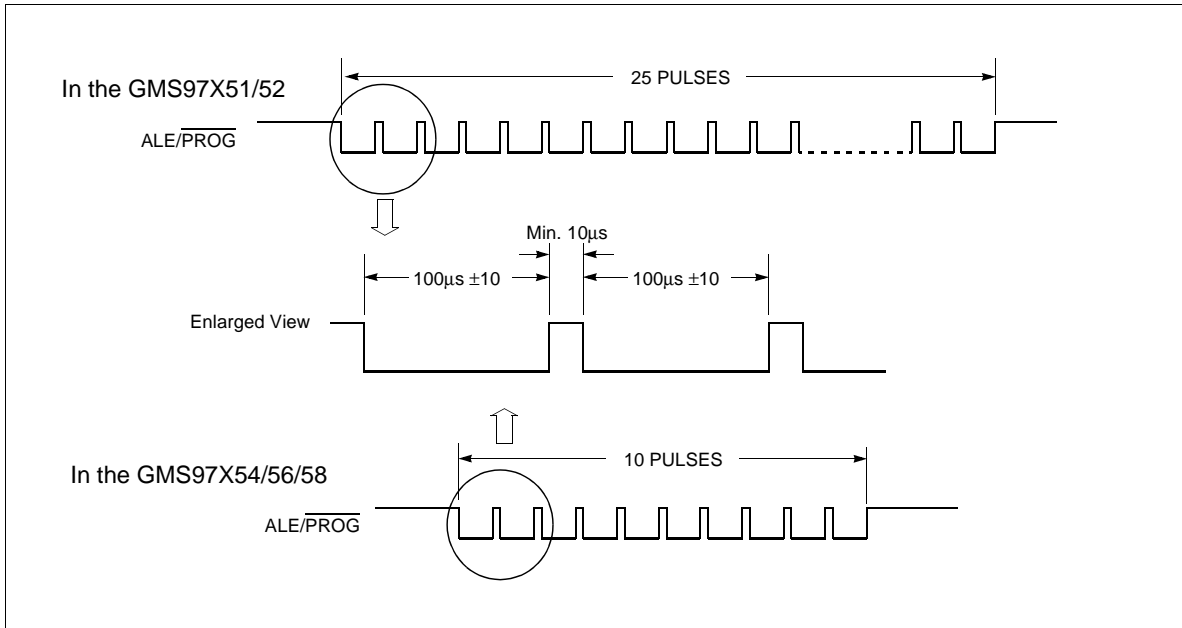 25 PULSES
In the GMS97X51/52
ALE/PROG
Min. 10µs
100µs ±10
100µs ±10
Enlarged View
10 PULSES
In the GMS97X54/56/58
ALE/PROG